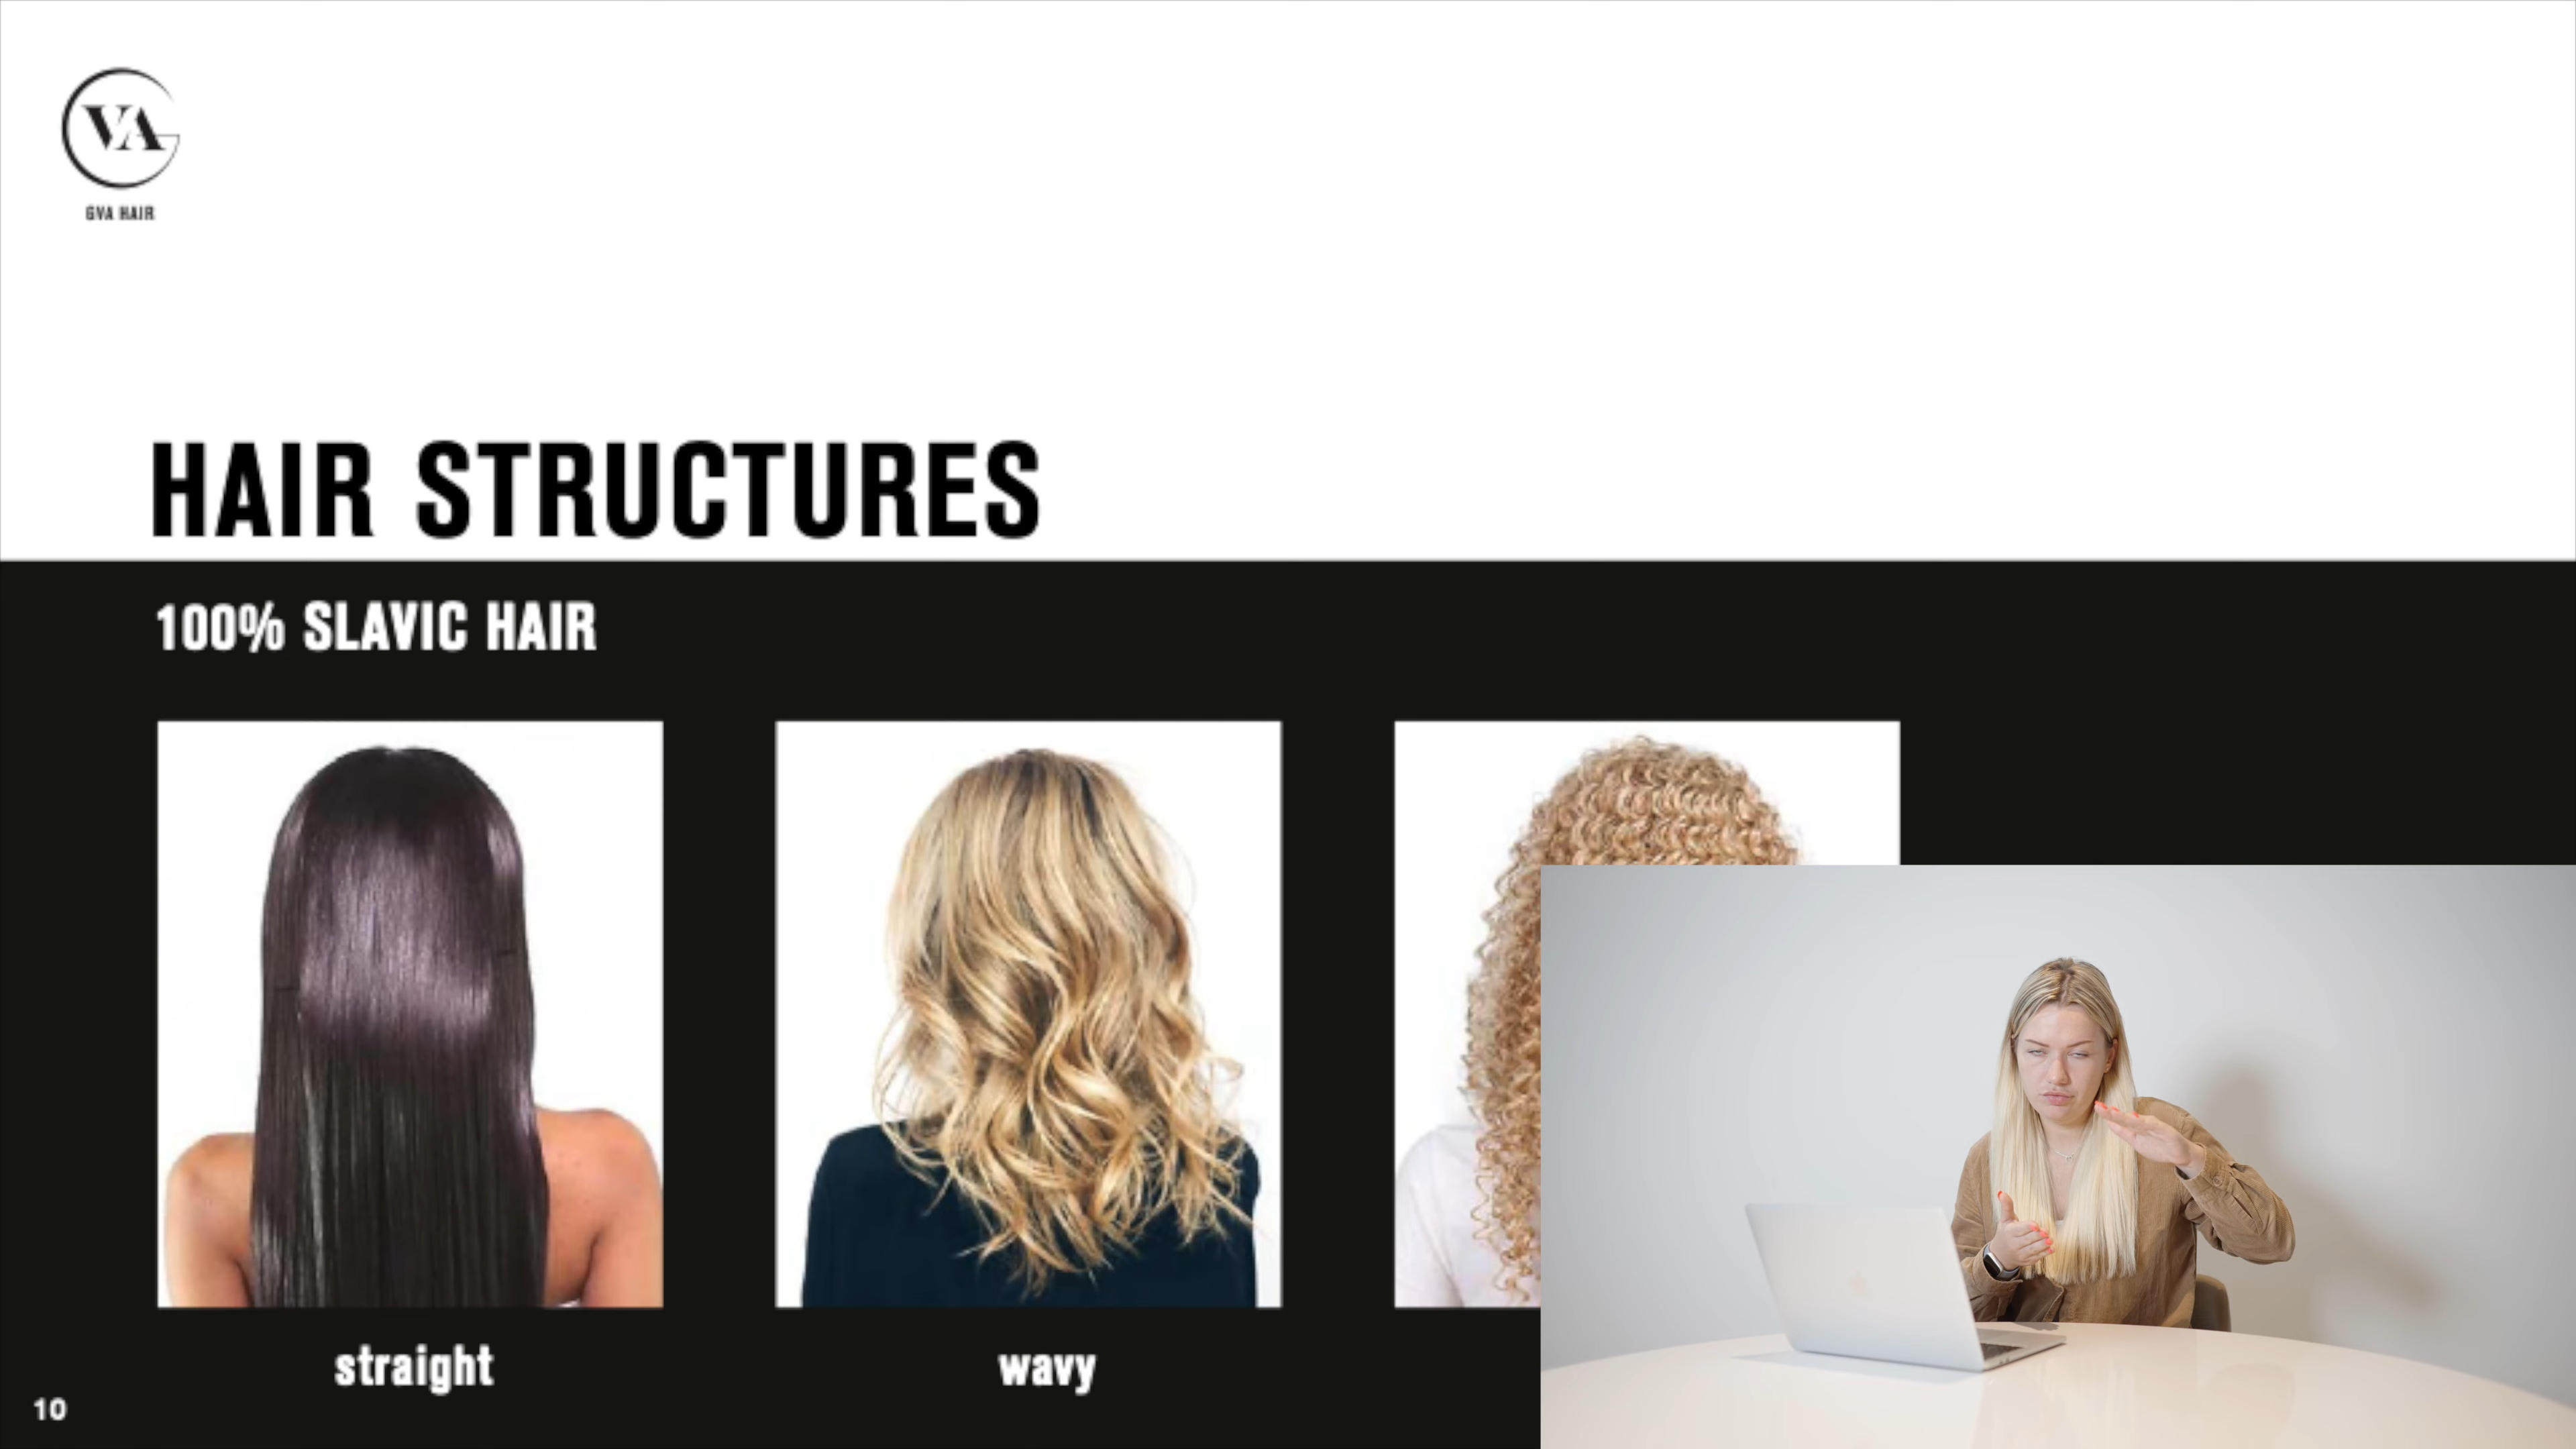 VA
GVA HAIR
HAIR STRUCTURES
100% SLAVIC HAIR
straight
wavy
10